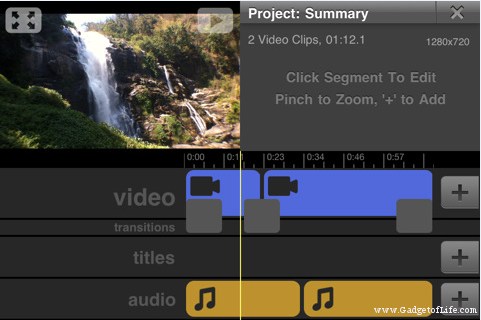 Project: Summary
2 Video Clips, 01:12.1
1280x720
Click Segment To Edit
Pinch to Zoom, '+' to Add
0:00 0:11 0:23 0:34 0:46 0:57
video
transitions
titles
audio
www.GadgetofLife.com